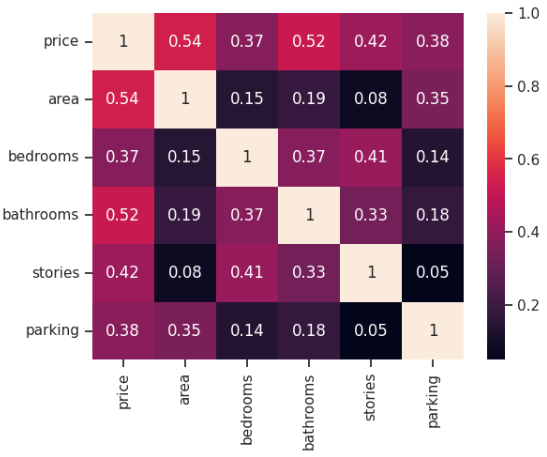 price 1 0.54 0.37 0.52 0.42 0.38
area 0.54 1 0.15 0.19 0.08 0.35
bedrooms 0.37 0.15 1 0.37 0.41 0.14
bathrooms 0.52 0.19 0.37 1 0.33 0.18
stories 0.42 0.08 0.41 0.33 1 0.05
parking 0.38 0.35 0.14 0.18 0.05 1
price area bedrooms bathrooms stories parking
1.0
0.8
0.6
0.4
0.2